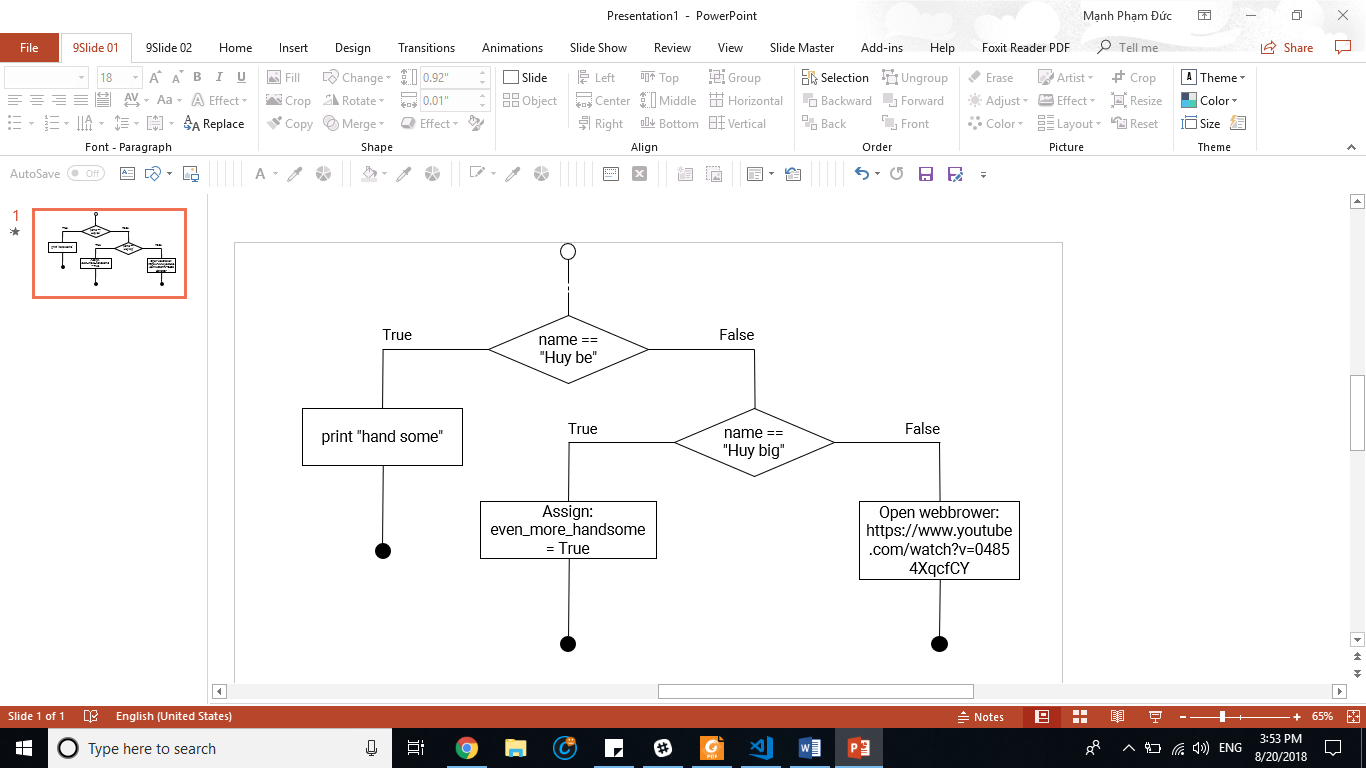 Presentation1 - PowerPoint
Mạnh Phạm Đức
File 9Slide 01 9Slide 02 Home Insert Design Transitions Animations Slide Show Review View Slide Master Add-ins Help Foxit Reader PDF Tell me Share
18 A A B I U Fill Change 0.92" Slide Left Top Group Selection Ungroup Erase Artist Crop Theme
AV Aa Effect Crop Rotate 0.01" Object Center Middle Horizontal Backward Forward Adjust Effect Resize Color
Replace Copy Merge Effect Right Bottom Vertical Back Front Color Layout Reset Size
Font - Paragraph Shape Align Order Picture Theme
AutoSave Off
1
True
name ==
"Huy be"
False
print "hand some"
True
name ==
"Huy big"
False
Assign:
even_more_handsome
= True
Open webbrower:
https://www.youtube
.com/watch?v=0485
4XqcfCY
Slide 1 of 1 English (United States) Notes 65%
Type here to search
ENG
3:53 PM
8/20/2018